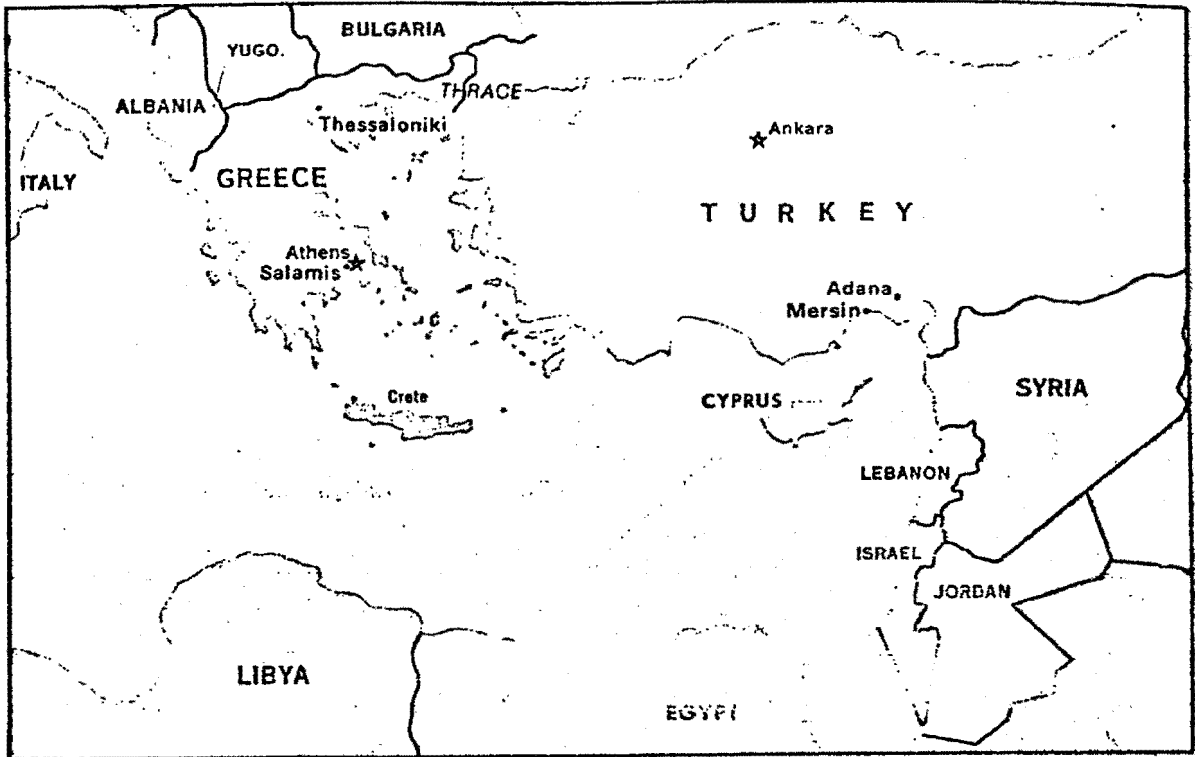 BULGARIA
YUGO.
THRACE
ALBANIA
Thessaloniki
Ankara
ITALY
GREECE
TURKEY
Athens
Salamis
Adana
Mersin
Crete
CYPRUS
SYRIA
LEBANON
ISRAEL
JORDAN
LIBYA
EGYPT